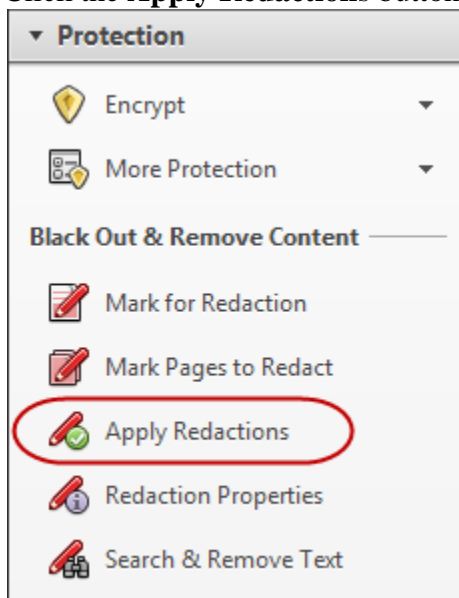 Click the Apply Redactions button
Protection
Encrypt
More Protection
Black Out & Remove Content
Mark for Redaction
Mark Pages to Redact
Apply Redactions
Redaction Properties
Search & Remove Text